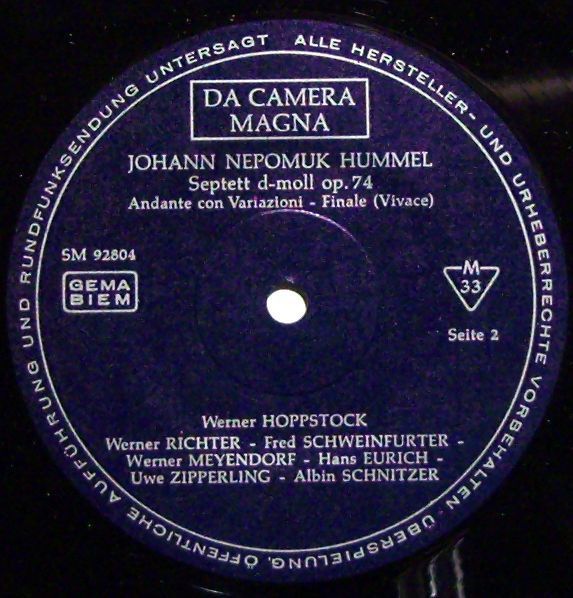 ALLE HERSTELLER- UND URHEBERRECHTE VORBEHALTEN · ÜBERSPIELUNG, ÖFFENTLICHE AUFFÜHRUNG UND RUNDFUNKSENDUNG UNTERSAGT
DA CAMERA
MAGNA
JOHANN NEPOMUK HUMMEL
Septett d-moll op. 74
Andante con Variazioni - Finale (Vivace)
SM 92804
GEMA
BIEM
M
33
Seite 2
Werner HOPPSTOCK
Werner RICHTER - Fred SCHWEINFURTER -
Werner MEYENDORF - Hans EURICH -
Uwe ZIPPERLING - Albin SCHNITZER